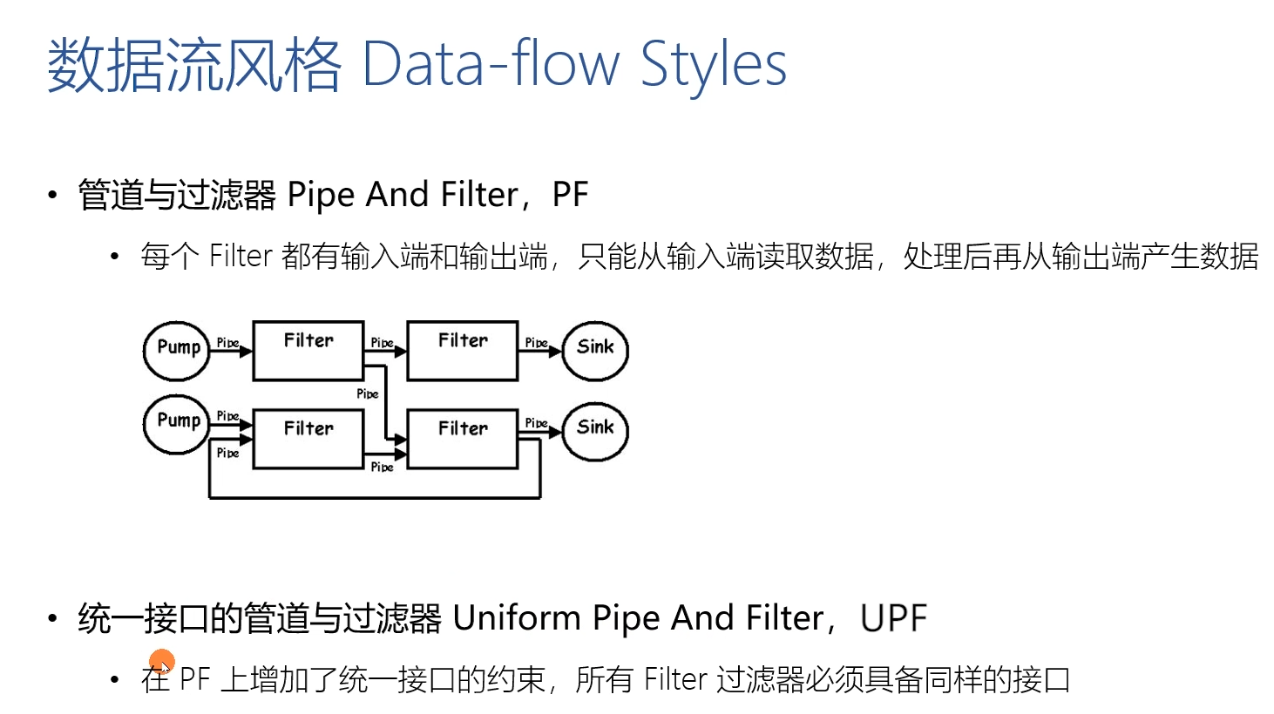 数据流风格 Data-flow Styles
• 管道与过滤器 Pipe And Filter，PF
• 每个 Filter 都有输入端和输出端，只能从输入端读取数据，处理后再从输出端产生数据
Pump Pipe Filter Pipe Filter Pipe Sink
Pipe
Pump Pipe Filter Filter Pipe Sink
Pipe Pipe
• 统一接口的管道与过滤器 Uniform Pipe And Filter，UPF
• 在 PF 上增加了统一接口的约束，所有 Filter 过滤器必须具备同样的接口